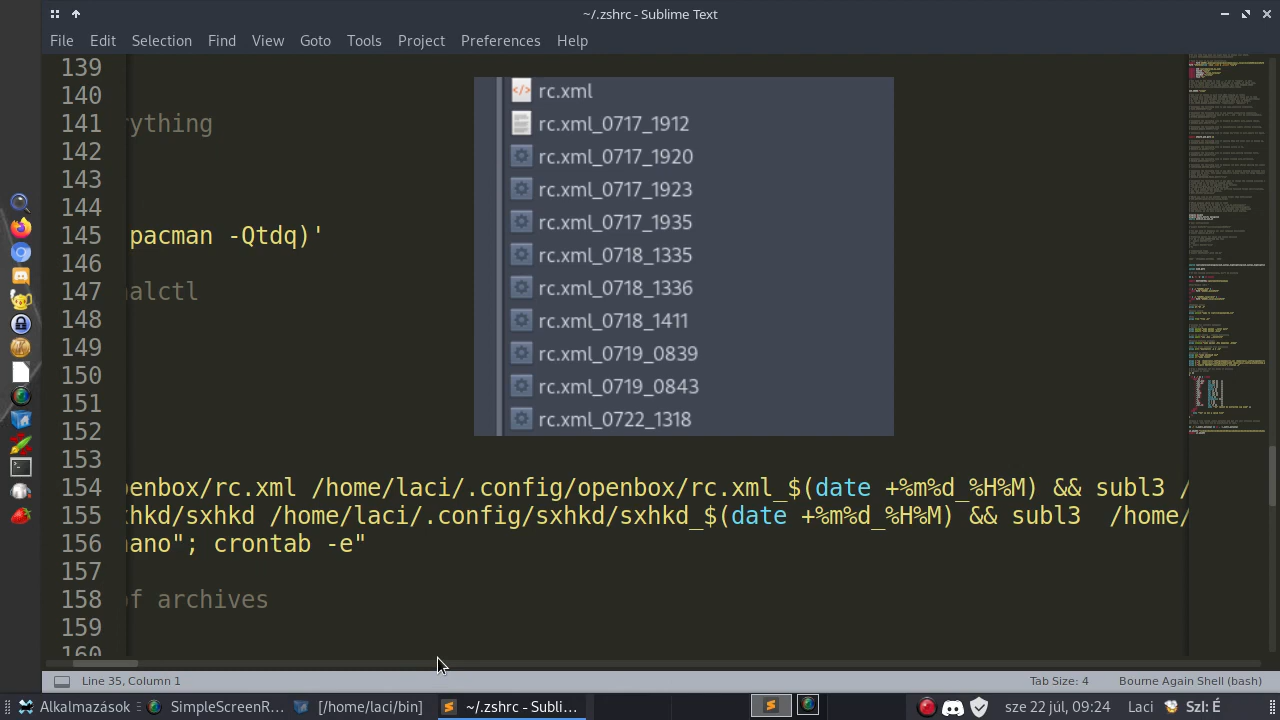 ~/.zshrc - Sublime Text
File Edit Selection Find View Goto Tools Project Preferences Help
139
140
141 rything
142
143
144
145 pacman -Qtdq)'
146
147 alctl
148
149
150
151
152
153
154 penbox/rc.xml /home/laci/.config/openbox/rc.xml_$(date +%m%d_%H%M) && subl3 /
155 hkd/sxhkd /home/laci/.config/sxhkd/sxhkd_$(date +%m%d_%H%M) && subl3  /home/
156 nano"; crontab -e"
157
158 of archives
159
160
rc.xml
rc.xml_0717_1912
rc.xml_0717_1920
rc.xml_0717_1923
rc.xml_0717_1935
rc.xml_0718_1335
rc.xml_0718_1336
rc.xml_0718_1411
rc.xml_0719_0839
rc.xml_0719_0843
rc.xml_0722_1318
Line 35, Column 1 Tab Size: 4 Bourne Again Shell (bash)
Alkalmazások SimpleScreenR... [/home/laci/bin] ~/.zshrc - Subli... sze 22 júl, 09:24 Laci Szl: É